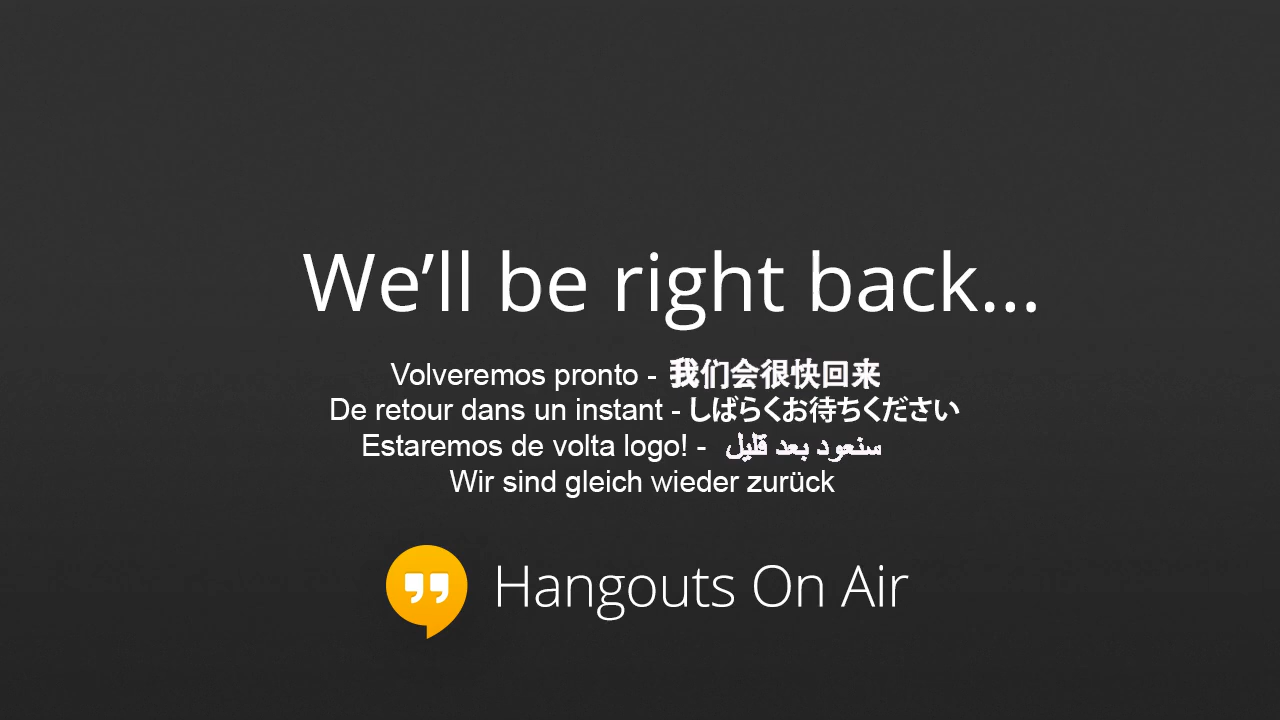 We’ll be right back...
Volveremos pronto - 我们会很快回来
De retour dans un instant - しばらくお待ちください
Estaremos de volta logo! - سنعود بعد قليل
Wir sind gleich wieder zurück
Hangouts On Air